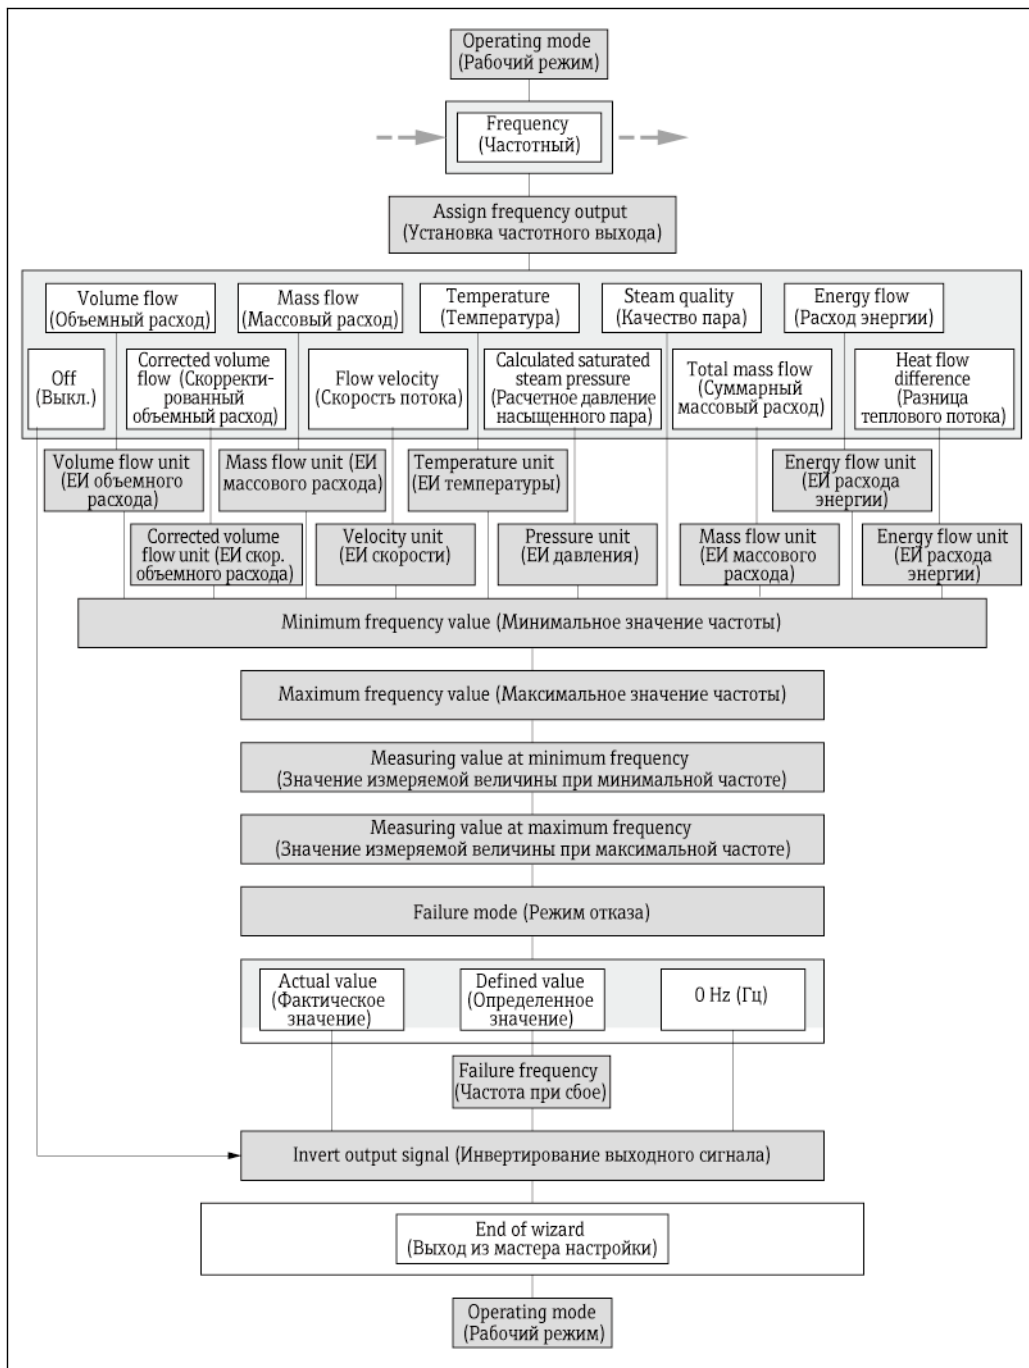 Operating mode
(Рабочий режим)
Frequency
(Частотный)
Assign frequency output
(Установка частотного выхода)
Volume flow
(Объемный расход)
Mass flow
(Массовый расход)
Temperature
(Температура)
Steam quality
(Качество пара)
Energy flow
(Расход энергии)
Off
(Выкл.)
Corrected volume
flow (Скорректи-
рованный
объемный расход)
Flow velocity
(Скорость потока)
Calculated saturated
steam pressure
(Расчетное давление
насыщенного пара)
Total mass flow
(Суммарный
массовый расход)
Heat flow
difference
(Разница
теплового потока)
Volume flow unit
(ЕИ объемного
расхода)
Mass flow unit (ЕИ
массового расхода)
Temperature unit
(ЕИ температуры)
Energy flow unit
(ЕИ расхода
энергии)
Corrected volume
flow unit (ЕИ скор.
объемного расхода)
Velocity unit
(ЕИ скорости)
Pressure unit
(ЕИ давления)
Mass flow unit
(ЕИ массового
расхода)
Energy flow unit
(ЕИ расхода
энергии)
Minimum frequency value (Минимальное значение частоты)
Maximum frequency value (Максимальное значение частоты)
Measuring value at minimum frequency
(Значение измеряемой величины при минимальной частоте)
Measuring value at maximum frequency
(Значение измеряемой величины при максимальной частоте)
Failure mode (Режим отказа)
Actual value
(Фактическое
значение)
Defined value
(Определенное
значение)
0 Hz (Гц)
Failure frequency
(Частота при сбое)
Invert output signal (Инвертирование выходного сигнала)
End of wizard
(Выход из мастера настройки)
Operating mode
(Рабочий режим)